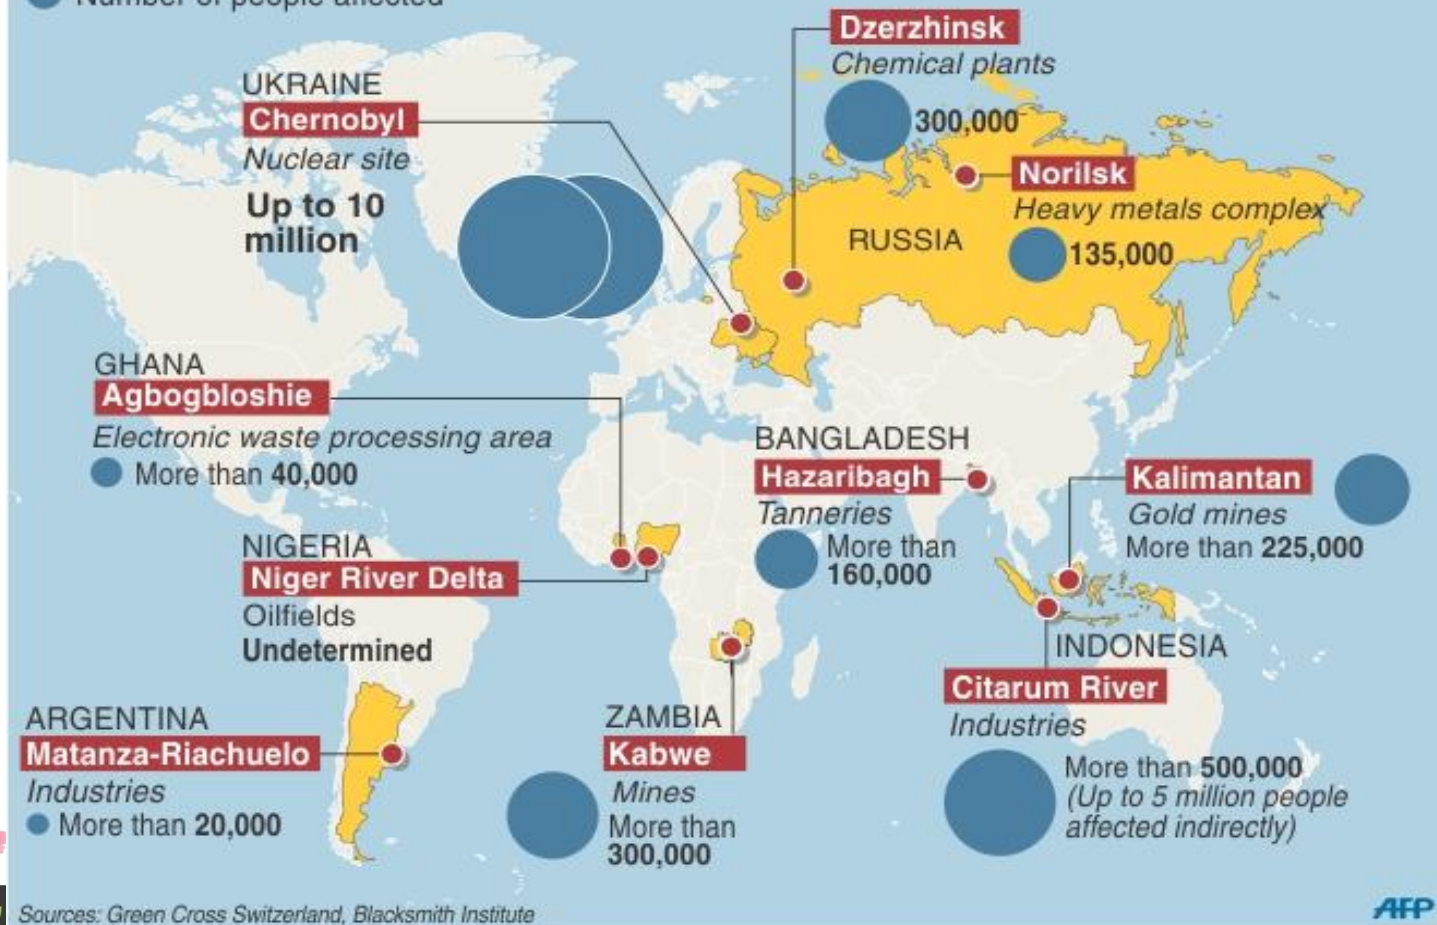 Number of people affected
Dzerzhinsk
Chemical plants
300,000
UKRAINE
Chernobyl
Nuclear site
Up to 10
million
Norilsk
Heavy metals complex
135,000
RUSSIA
GHANA
Agbogbloshie
Electronic waste processing area
More than 40,000
BANGLADESH
Hazaribagh
Tanneries
More than
160,000
Kalimantan
Gold mines
More than 225,000
NIGERIA
Niger River Delta
Oilfields
Undetermined
INDONESIA
Citarum River
Industries
More than 500,000
(Up to 5 million people
affected indirectly)
ARGENTINA
Matanza-Riachuelo
Industries
More than 20,000
ZAMBIA
Kabwe
Mines
More than
300,000
Sources: Green Cross Switzerland, Blacksmith Institute
AFP